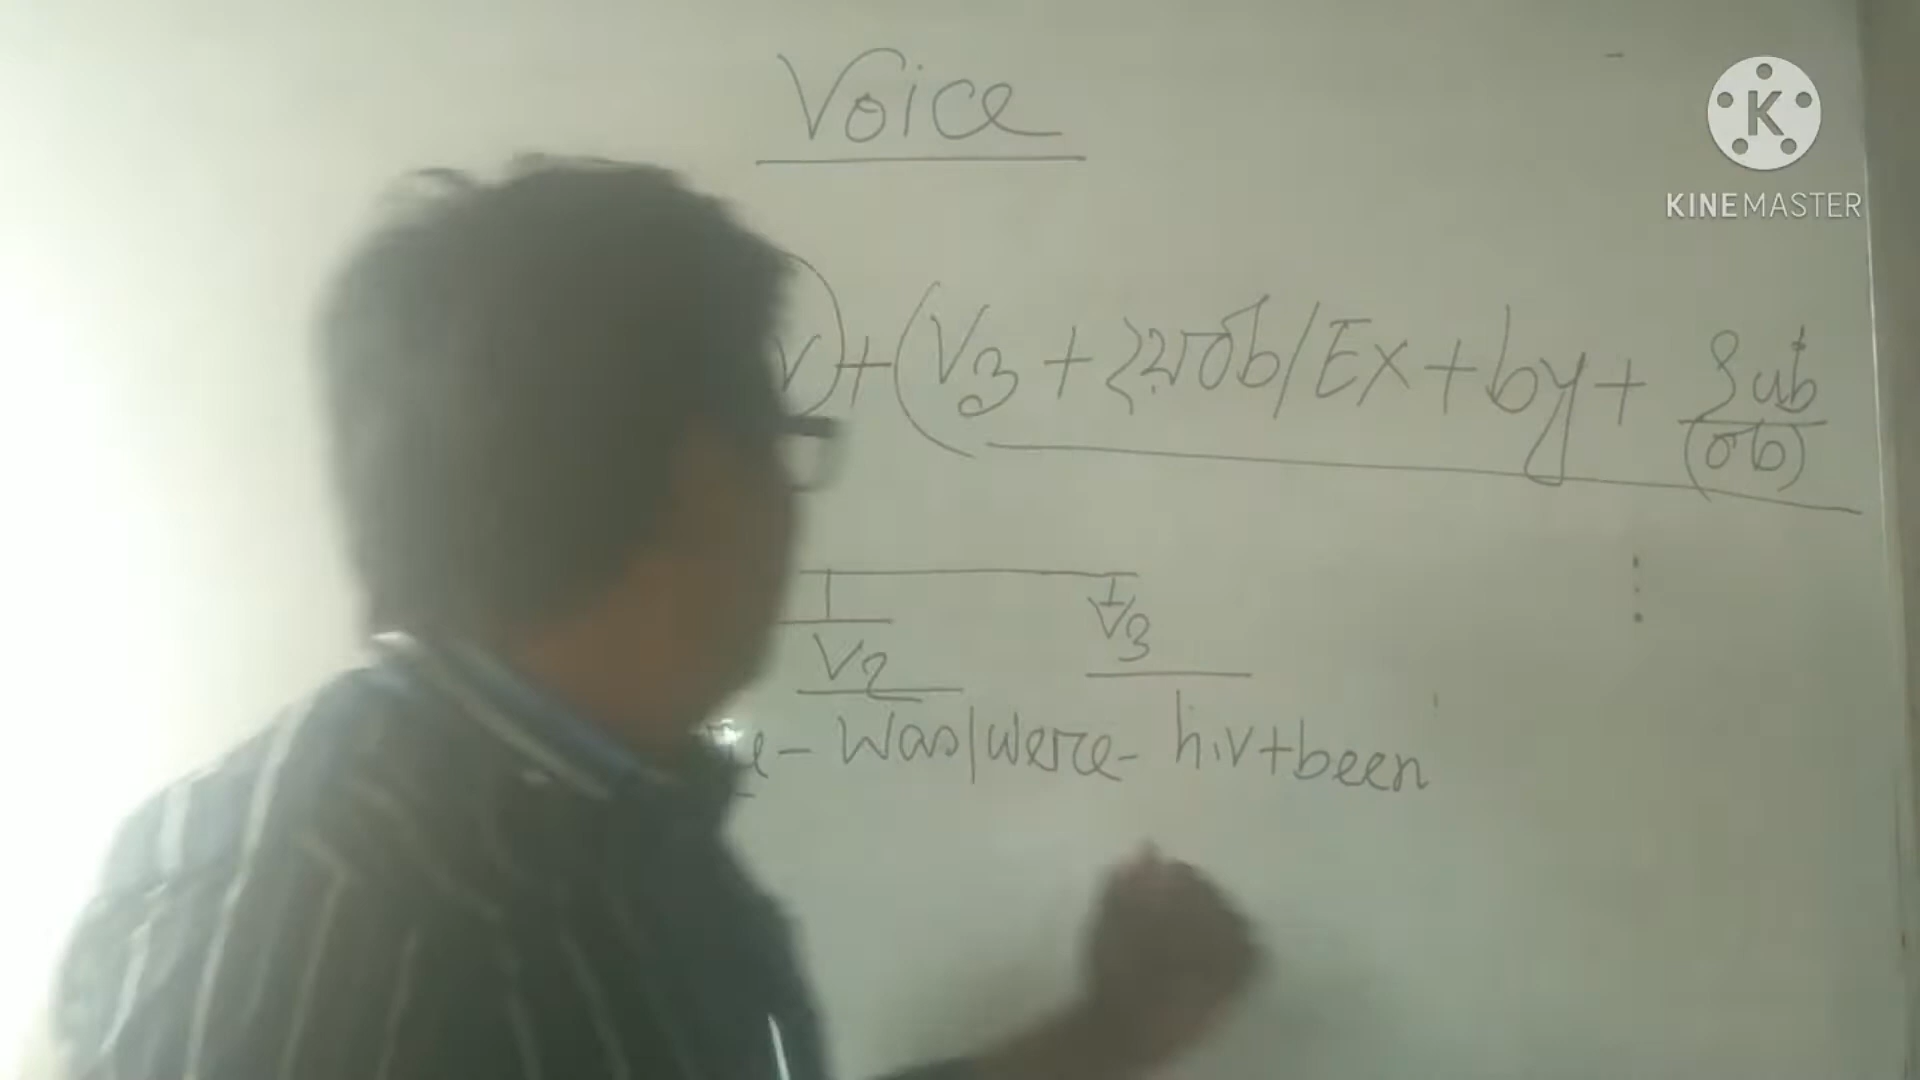 Voice
KINEMASTER
V) + (V3 + ২য়ob/Ex + by + Sub
(ob)
V2
V3
- was/were - h.v+been